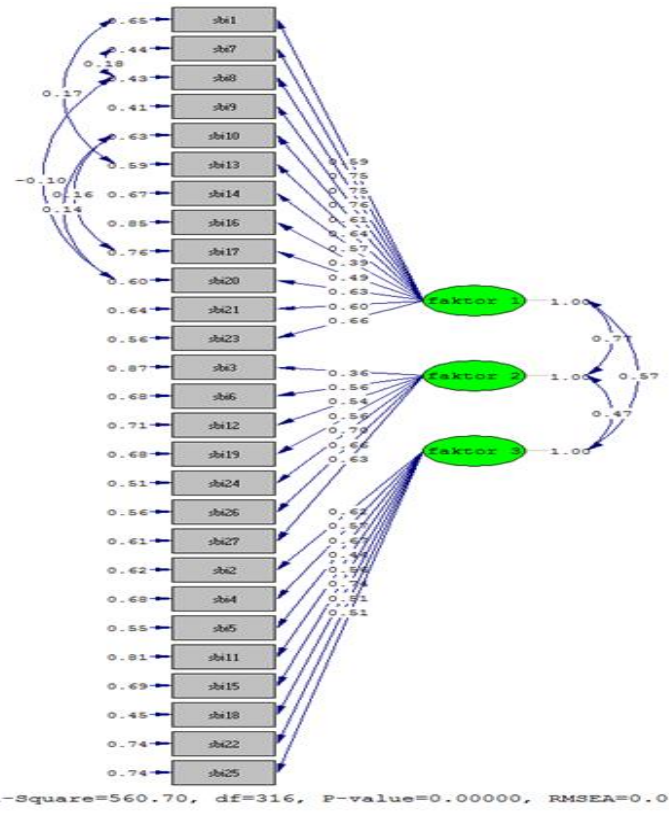 0.65 sbi1
0.44 sbi7
0.18
0.43 sbi8
0.17
0.41 sbi9
0.63 sbi10
0.59 0.59 sbi13
-0.10 0.16 0.67 0.75 sbi14
0.14 0.75
0.85 0.76 sbi16
0.61
0.76 0.64 sbi17
0.57
0.39
0.60 0.49 sbi20
0.63 faktor 1 1.00
0.64 0.60 sbi21
0.66
0.56 sbi23 0.77
0.87 0.36 sbi3
faktor 2 1.00 0.57
0.68 0.56 sbi6
0.54
0.71 0.56 sbi12 0.47
0.68 sbi19
0.63 faktor 3 1.00
0.51 sbi24
0.56 sbi26
0.61 sbi27
0.62 sbi2
0.68 sbi4
0.55 sbi5
0.51
0.51
0.81 sbi11
0.69 sbi15
0.45 sbi18
0.74 sbi22
0.74 sbi25
-Square=560.70, df=316, P-value=0.00000, RMSEA=0.0